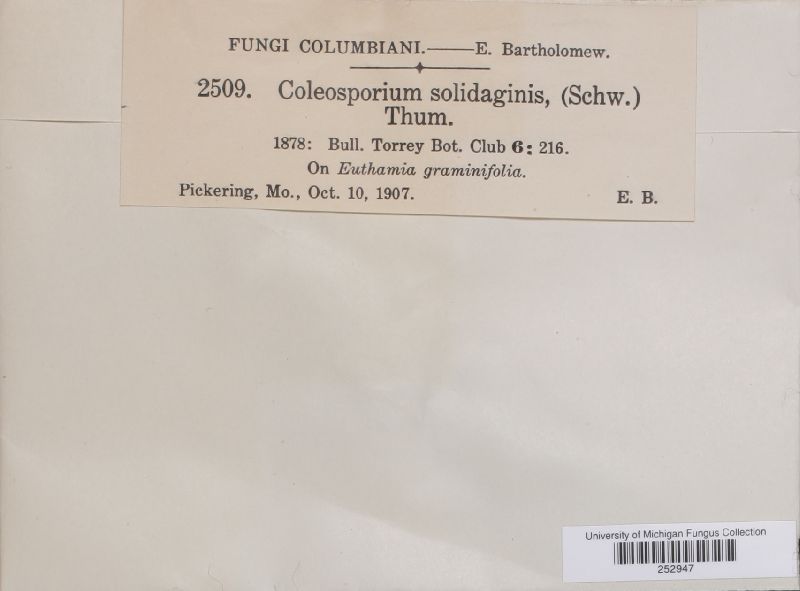 FUNGI COLUMBIANI.——E. Bartholomew.
2509. Coleosporium solidaginis, (Schw.)
Thum.
1878: Bull. Torrey Bot. Club 6: 216.
On Euthamia graminifolia.
Pickering, Mo., Oct. 10, 1907. E. B.
University of Michigan Fungus Collection
252947